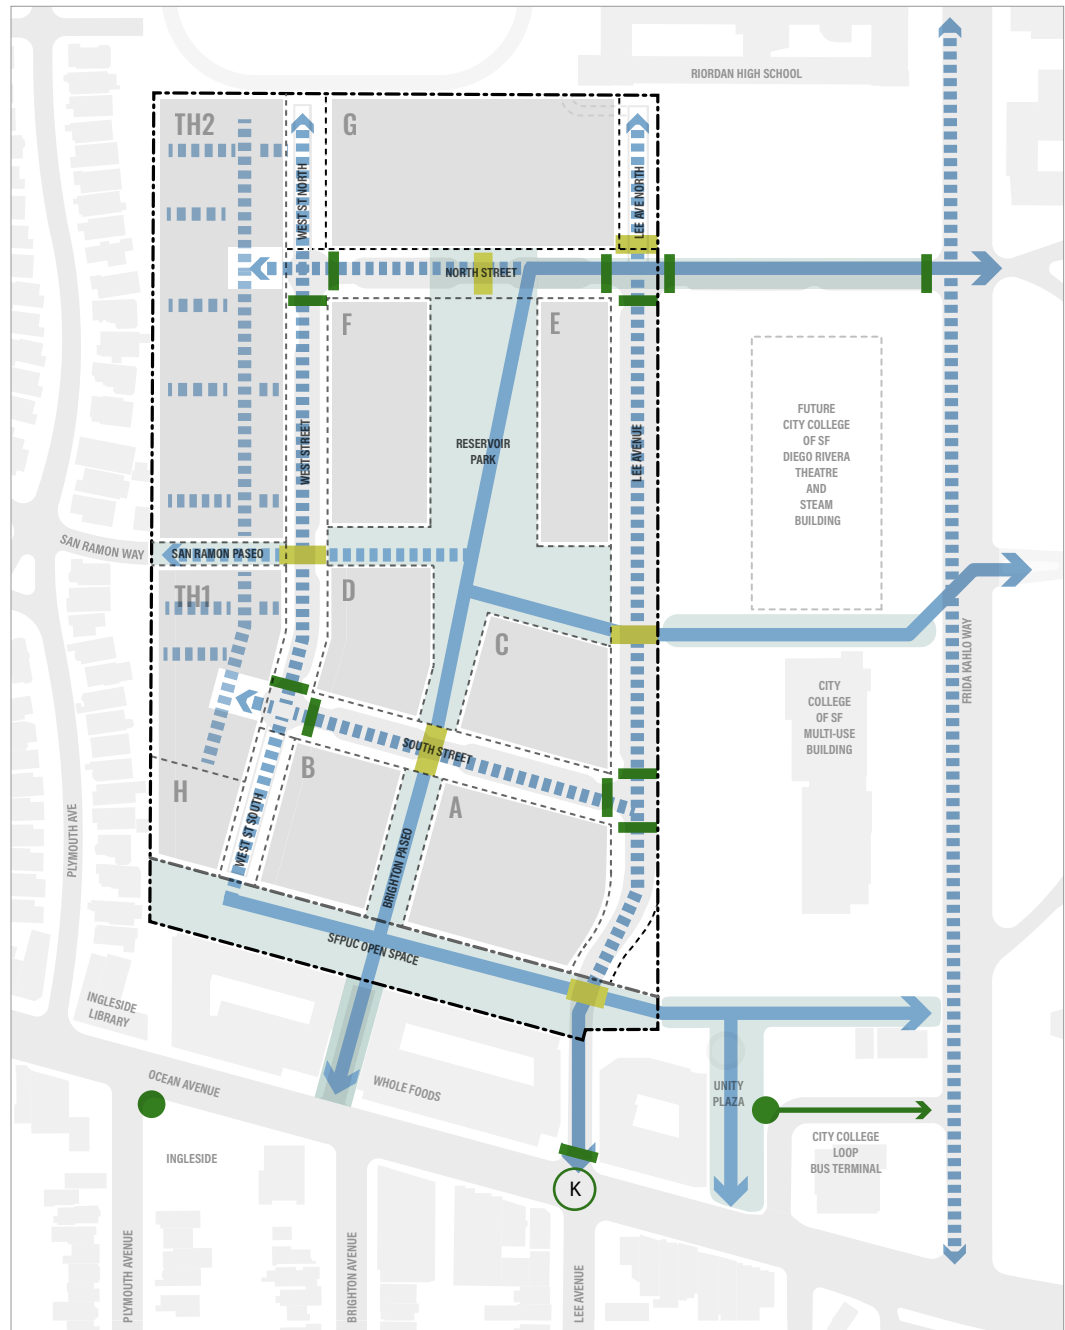 RIORDAN HIGH SCHOOL
TH2
G
WEST ST NORTH
LEE AVE NORTH
NORTH STREET
F
E
WEST STREET
RESERVOIR
PARK
LEE AVENUE
FUTURE
CITY COLLEGE
OF SF
DIEGO RIVERA
THEATRE
AND
STEAM
BUILDING
SAN RAMON WAY
SAN RAMON PASEO
TH1
D
C
FRIDA KAHLO WAY
CITY
COLLEGE
OF SF
MULTI-USE
BUILDING
SOUTH STREET
H
B
A
PLYMOUTH AVE
WEST ST SOUTH
BRIGHTON PASEO
SFPUC OPEN SPACE
INGLESIDE
LIBRARY
OCEAN AVENUE
WHOLE FOODS
UNITY
PLAZA
CITY COLLEGE
LOOP
BUS TERMINAL
INGLESIDE
K
PLYMOUTH AVENUE
BRIGHTON AVENUE
LEE AVENUE